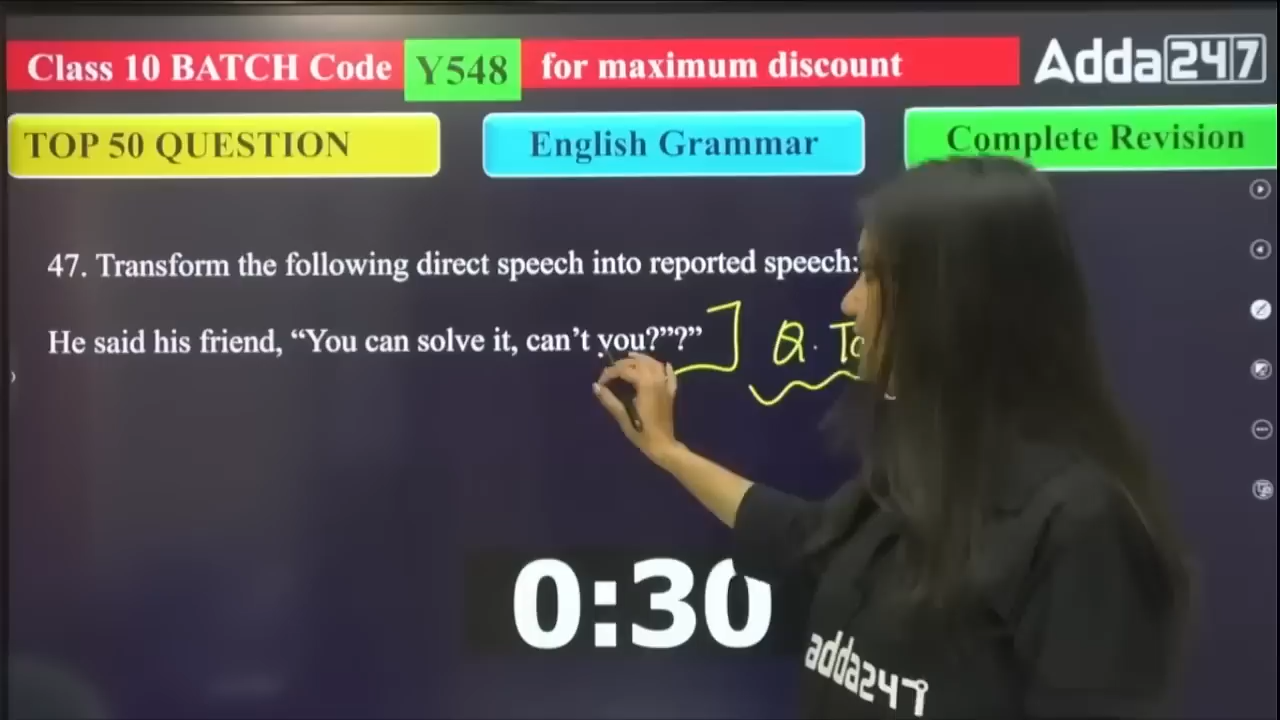 Class 10 BATCH Code Y548 for maximum discount
Adda247
TOP 50 QUESTION
English Grammar
Complete Revision
47. Transform the following direct speech into reported speech:
He said his friend, “You can solve it, can’t you?”?”
Q.
0:30
adda247